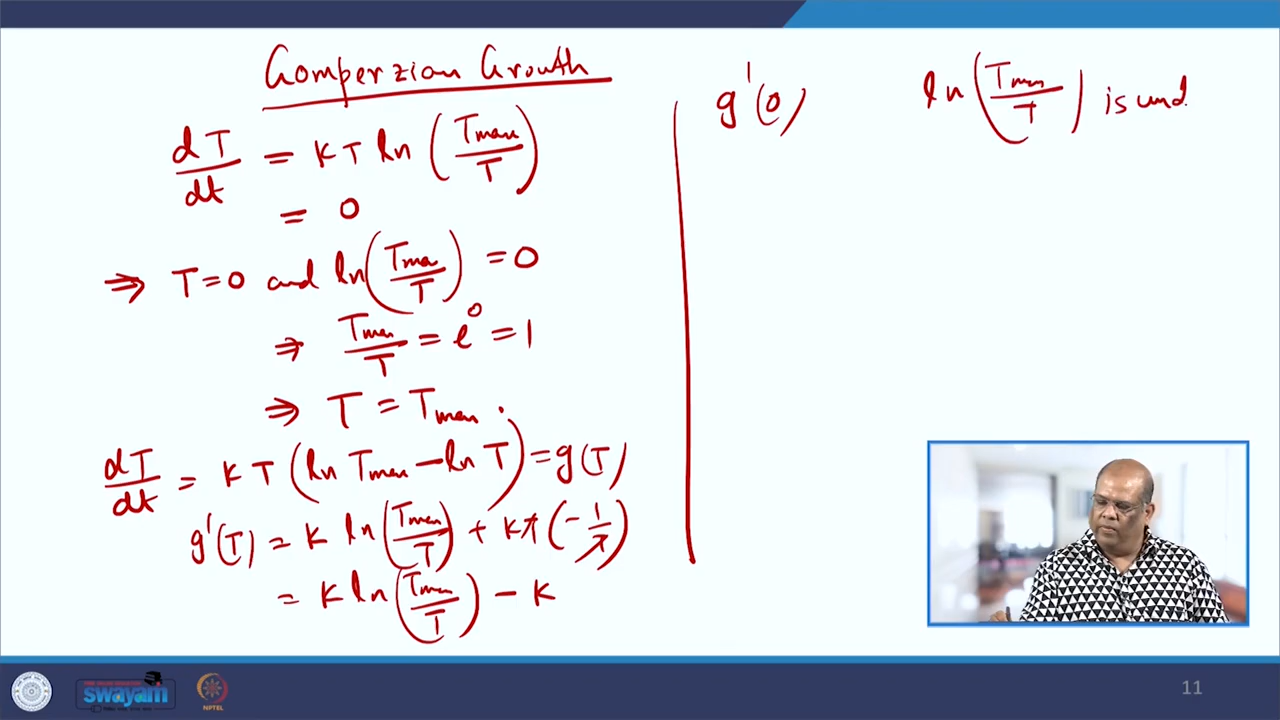 Gomperzian Growth
dT/dt = KT ln (Tmax/T)
= 0
⇒ T=0 and ln(Tmax/T) = 0
⇒ Tmax/T = e^0 = 1
⇒ T = Tmax.
dT/dt = KT (ln Tmax - ln T) = g(T)
g'(T) = K ln(Tmax/T) + KT (-1/T)
= K ln(Tmax/T) - K
g'(0) ln(Tmax/T) is und
swayam
NPTEL
11